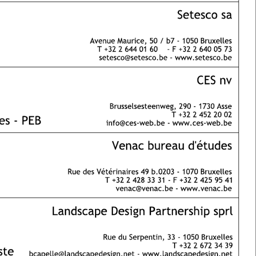 Setesco sa
Avenue Maurice, 50 / b7 - 1050 Bruxelles
T +32 2 644 01 60 - F +32 2 640 05 73
setesco@setesco.be - www.setesco.be
CES nv
Brusselsesteenweg, 290 - 1730 Asse
T +32 2 452 20 02
es - PEB
info@ces-web.be - www.ces-web.be
Venac bureau d'études
Rue des Vétérinaires 49 b.0203 - 1070 Bruxelles
T +32 2 428 33 31 - F +32 2 425 95 41
venac@venac.be - www.venac.be
Landscape Design Partnership sprl
Rue du Serpentin, 33 - 1050 Bruxelles
T +32 2 672 34 39
ste
bcapelle@landscapedesign.net - www.landscapedesign.net